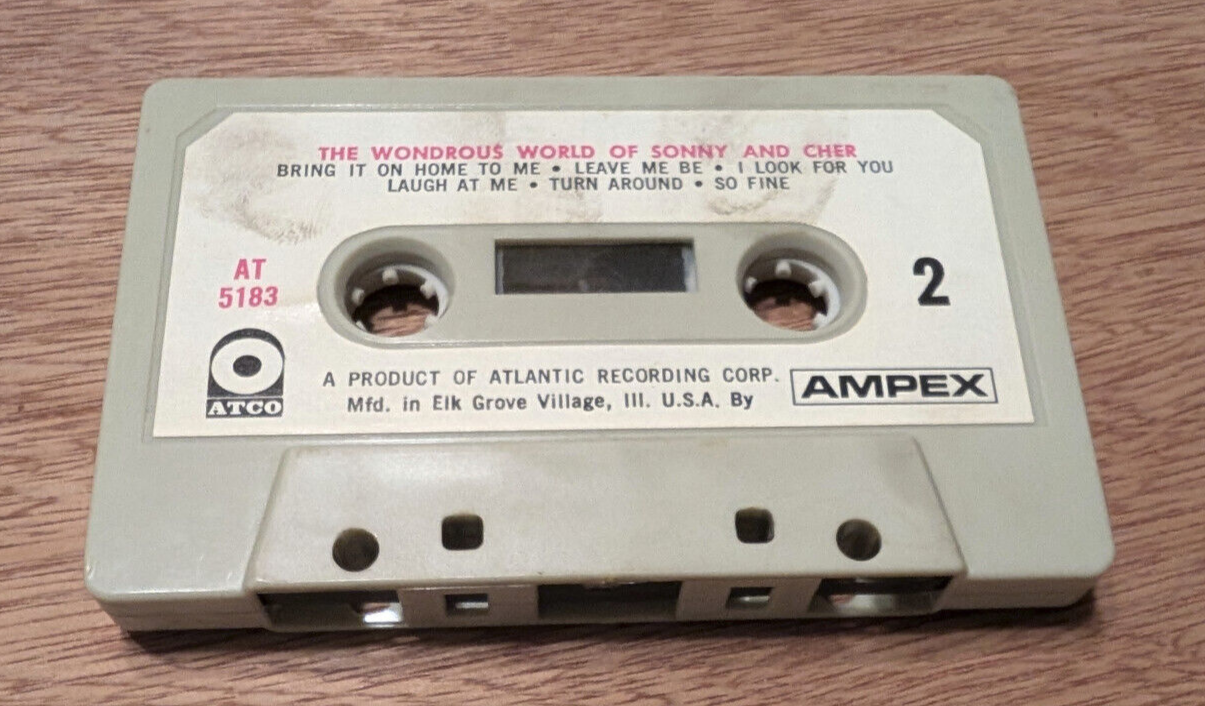 THE WONDROUS WORLD OF SONNY AND CHER
BRING IT ON HOME TO ME • LEAVE ME BE • I LOOK FOR YOU
LAUGH AT ME • TURN AROUND • SO FINE
AT
5183
2
ATCO
A PRODUCT OF ATLANTIC RECORDING CORP.
Mfd. in Elk Grove Village, Ill. U.S.A. By
AMPEX